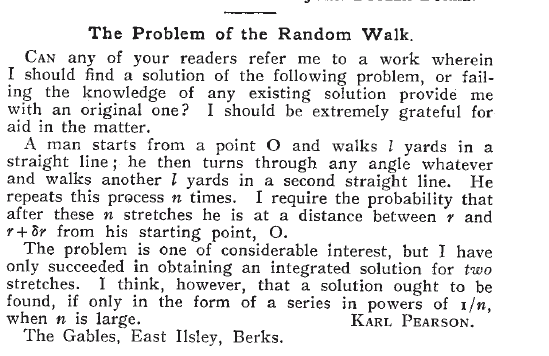 The Problem of the Random Walk.
CAN any of your readers refer me to a work wherein
I should find a solution of the following problem, or fail-
ing the knowledge of any existing solution provide me
with an original one? I should be extremely grateful for
aid in the matter.
A man starts from a point O and walks l yards in a
straight line; he then turns through any angle whatever
and walks another l yards in a second straight line. He
repeats this process n times. I require the probability that
after these n stretches he is at a distance between r and
r+δr from his starting point, O.
The problem is one of considerable interest, but I have
only succeeded in obtaining an integrated solution for two
stretches. I think, however, that a solution ought to be
found, if only in the form of a series in powers of 1/n,
when n is large. KARL PEARSON.
The Gables, East Ilsley, Berks.